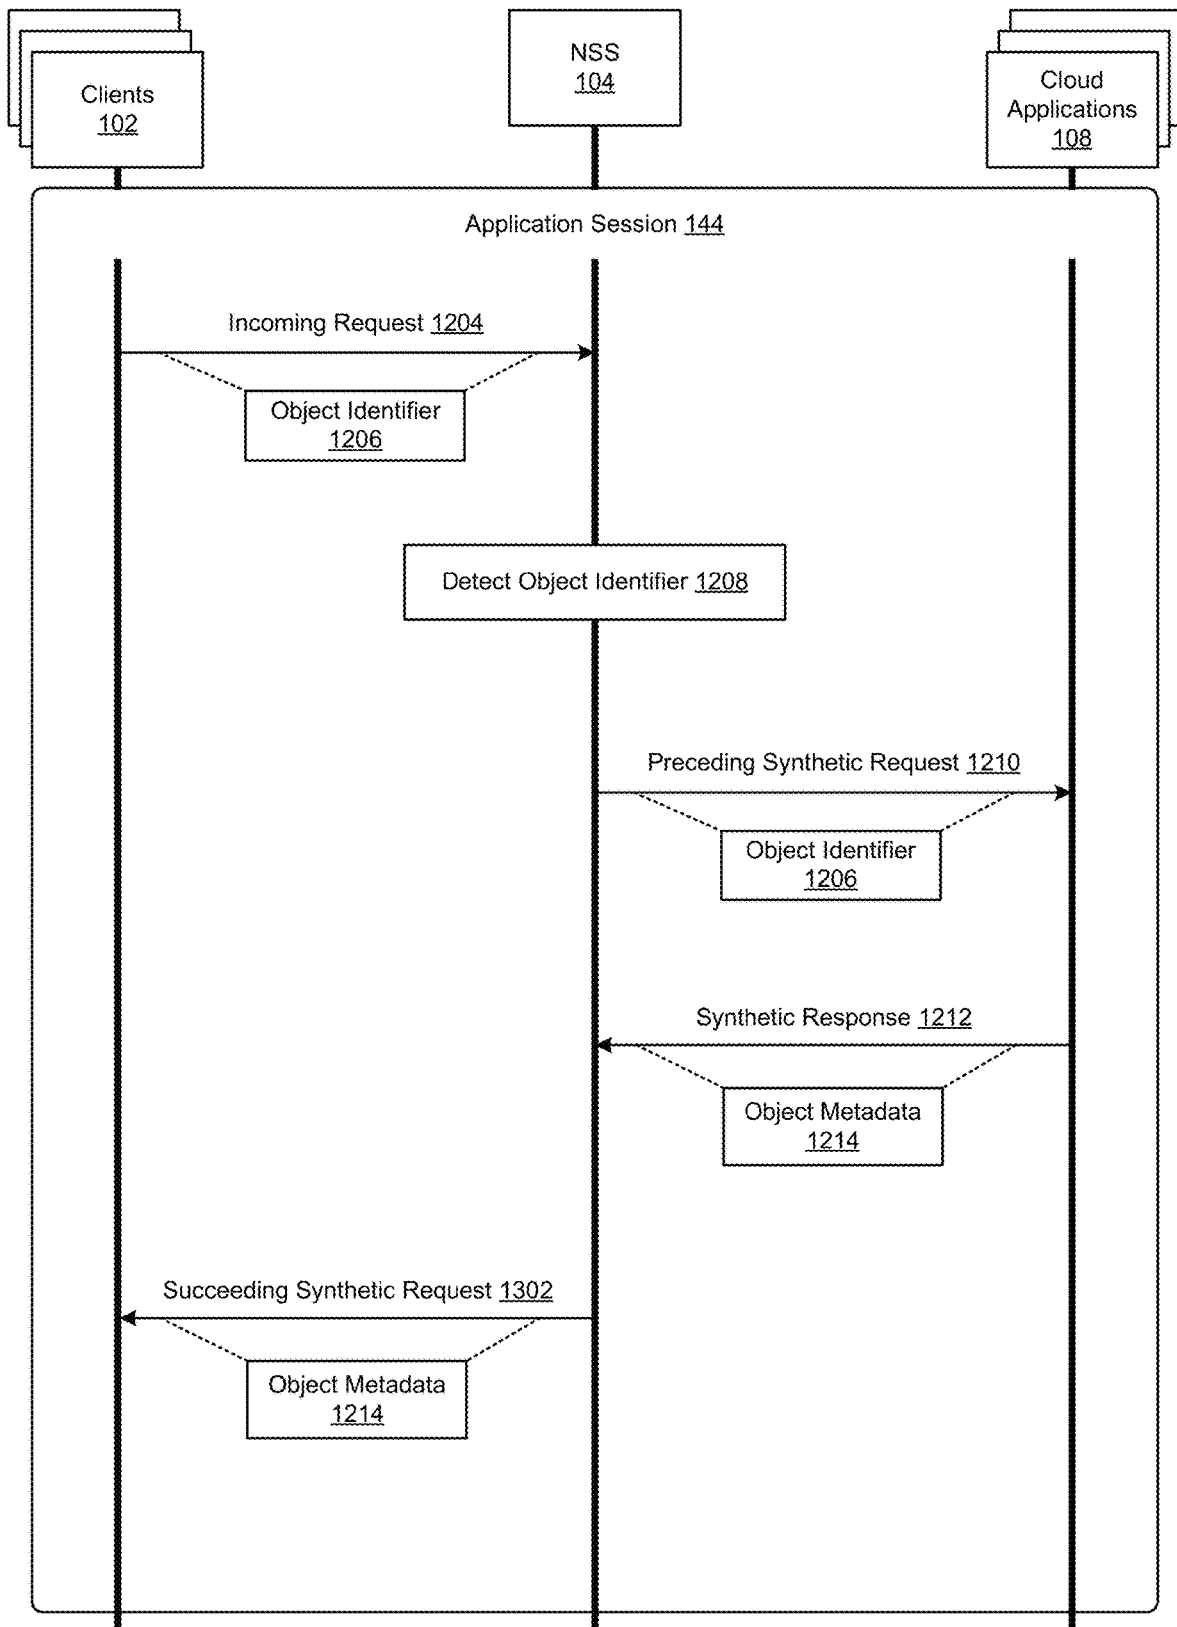 Clients
102
NSS
104
Cloud
Applications
108
Application Session 144
Incoming Request 1204
Object Identifier
1206
Detect Object Identifier 1208
Preceding Synthetic Request 1210
Object Identifier
1206
Synthetic Response 1212
Object Metadata
1214
Succeeding Synthetic Request 1302
Object Metadata
1214